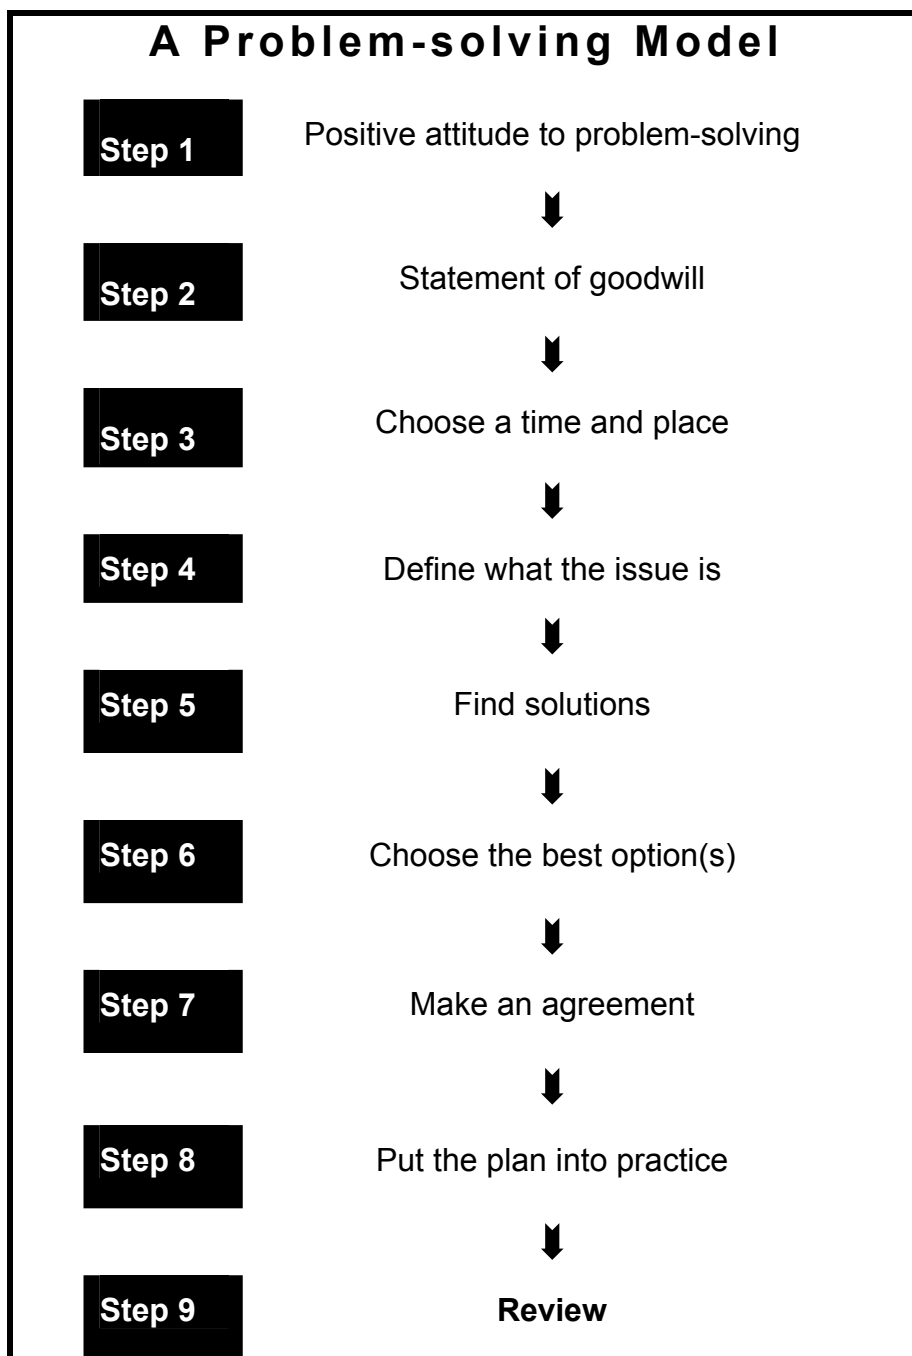 A Problem-solving Model
Step 1 Positive attitude to problem-solving
Step 2 Statement of goodwill
Step 3 Choose a time and place
Step 4 Define what the issue is
Step 5 Find solutions
Step 6 Choose the best option(s)
Step 7 Make an agreement
Step 8 Put the plan into practice
Step 9 Review